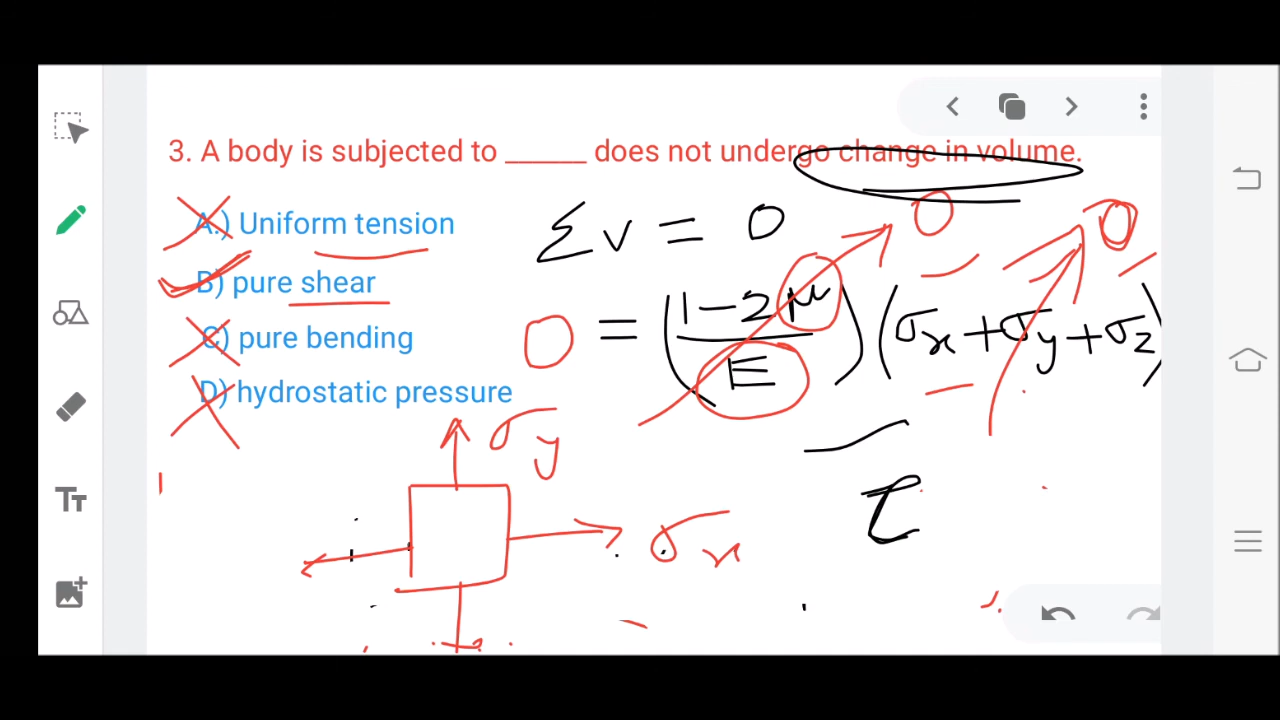 3. A body is subjected to ______ does not undergo change in volume.
A.) Uniform tension
B) pure shear
C) pure bending
D) hydrostatic pressure
Σv = 0
0 0
0 = (1-2μ/E) (σx+σy+σz)
σy
τ
σx
Tт